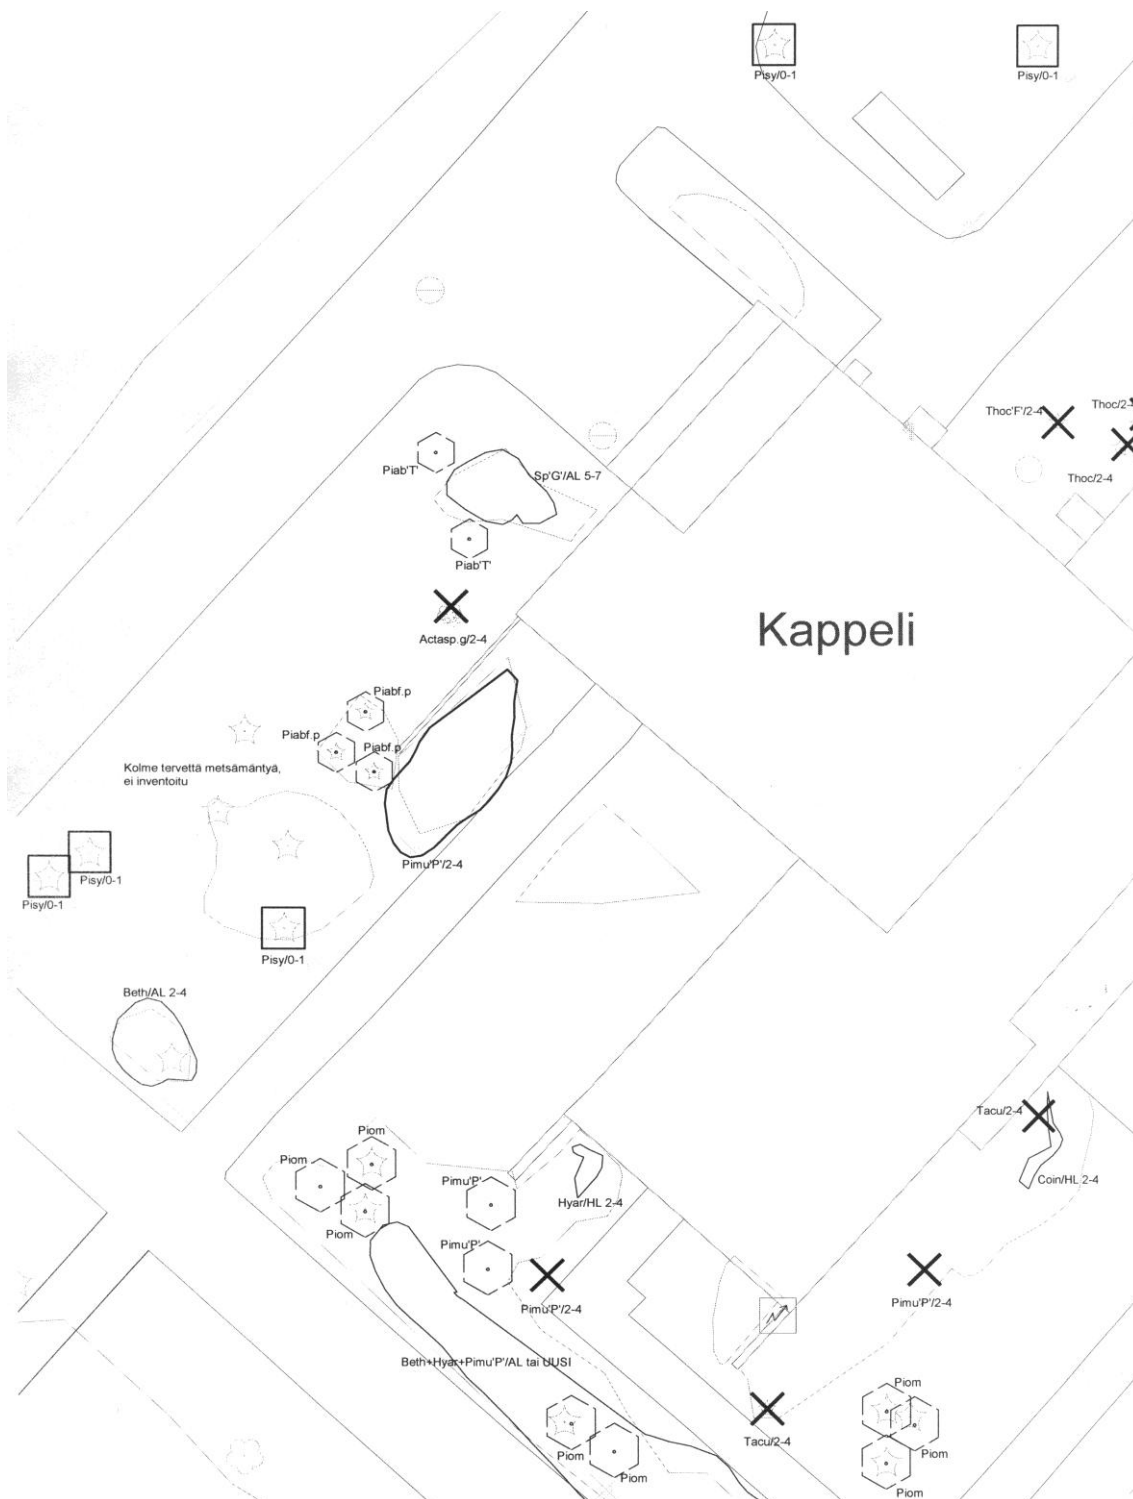 Pisy/0-1
Pisy/0-1
Thoc'F'/2-4
Thoc/2-4
Piab'T'
Sp'G'/AL 5-7
Thoc/2-4
Piab'T'
Kappeli
Actasp.g/2-4
Piabf.p
Piabf.p
Piabf.p
Kolme tervettä metsämäntyä,
ei inventoitu
Pimu'P'/2-4
Pisy/0-1
Pisy/0-1
Pisy/0-1
Beth/AL 2-4
Tacu/2-4
Piom
Piom
Pimu'P'
Coin/HL 2-4
Hyar/HL 2-4
Piom
Pimu'P'
Pimu'P'/2-4
Pimu'P'/2-4
Beth+Hyar+Pimu'P'/AL tai UUSI
Piom
Tacu/2-4
Piom
Piom
Piom
Piom